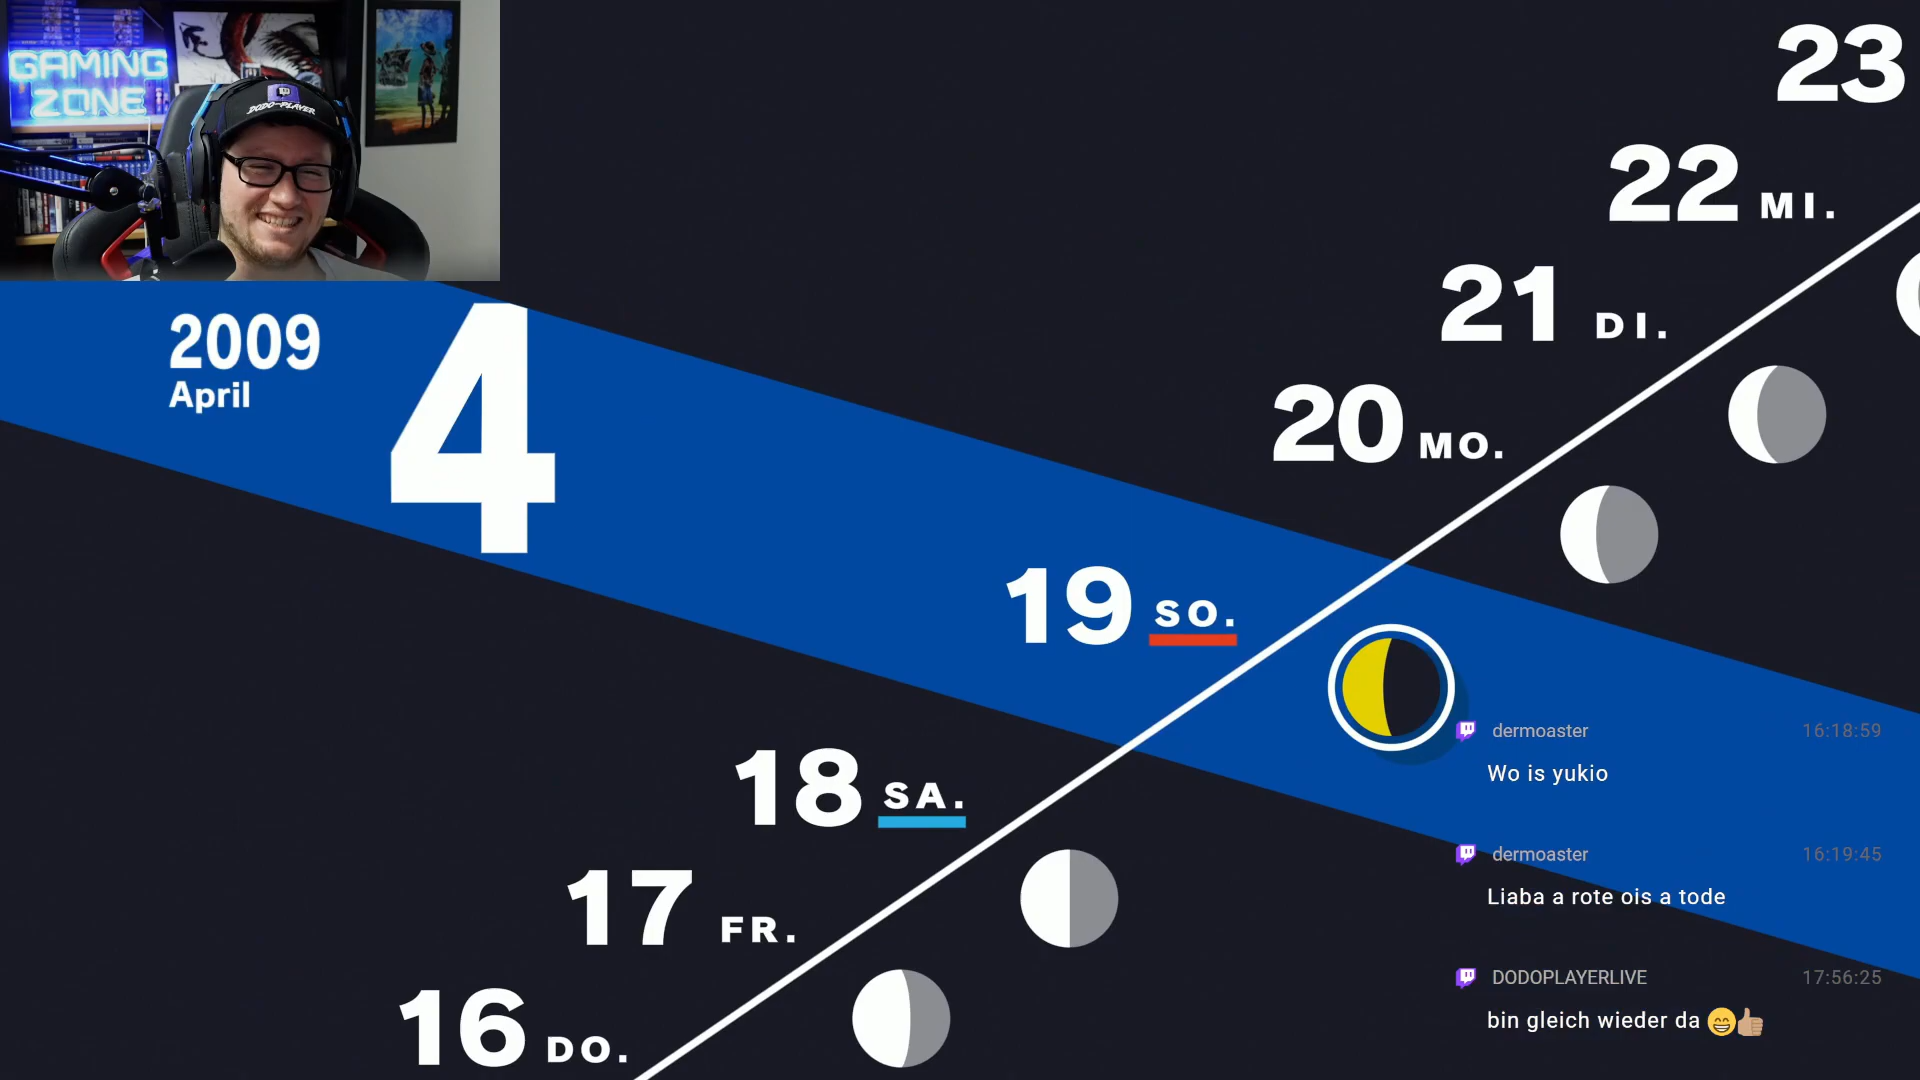 GAMING
ZONE
DODO-PLAYER
2009
April
4
23
22 MI.
21 DI.
20 MO.
19 SO.
18 SA.
17 FR.
16 DO.
dermoaster 16:18:59
Wo is yukio
dermoaster 16:19:45
Liaba a rote ois a tode
DODOPLAYERLIVE 17:56:25
bin gleich wieder da 😁👍🏼